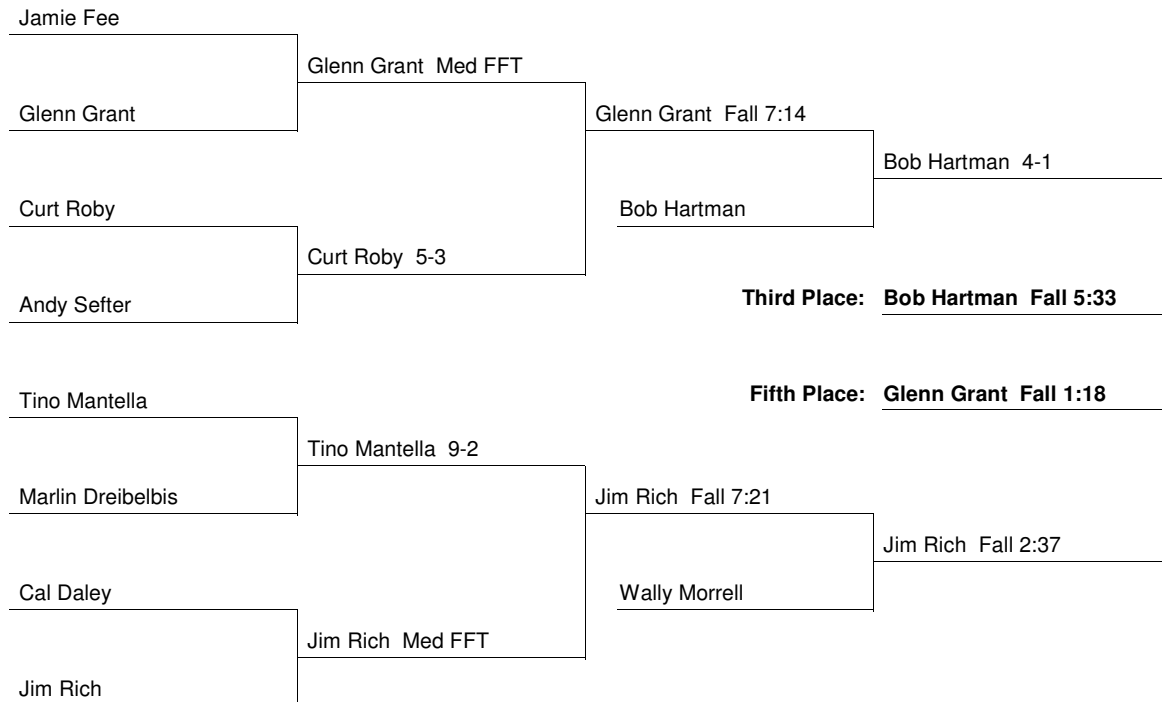 Jamie Fee
Glenn Grant Med FFT
Glenn Grant
Glenn Grant Fall 7:14
Bob Hartman 4-1
Curt Roby
Bob Hartman
Curt Roby 5-3
Andy Sefter
Third Place: Bob Hartman Fall 5:33
Tino Mantella
Fifth Place: Glenn Grant Fall 1:18
Tino Mantella 9-2
Marlin Dreibelbis
Jim Rich Fall 7:21
Jim Rich Fall 2:37
Cal Daley
Wally Morrell
Jim Rich Med FFT
Jim Rich